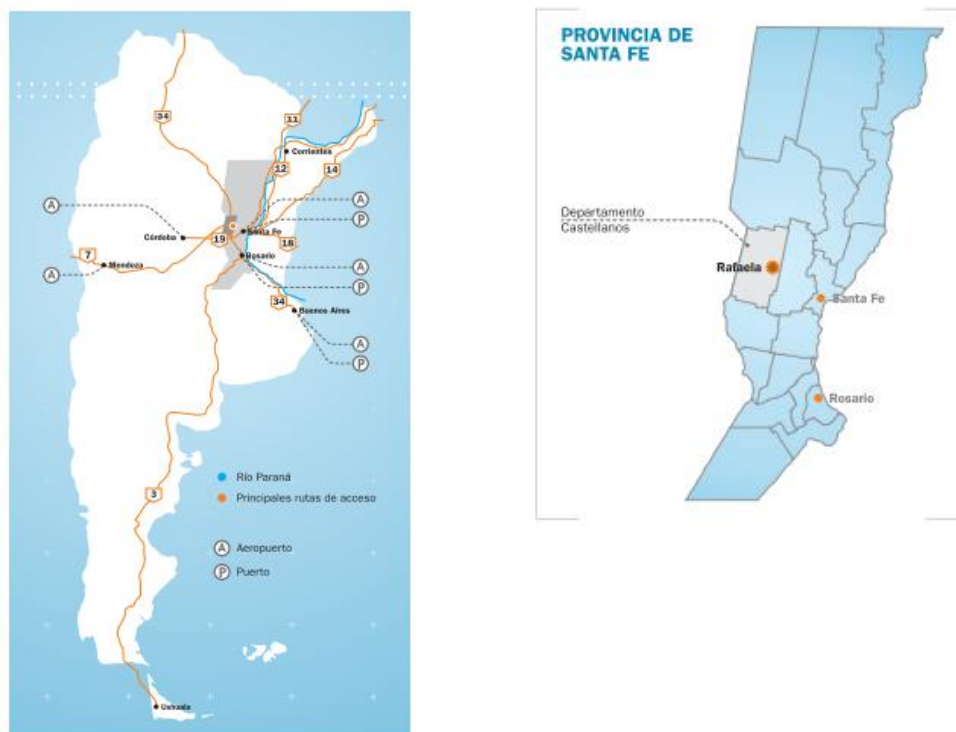 34
11
Corrientes
12
14
A
A
P
Santa Fe
Córdoba
19
18
7
Rosario
A
Mendoza
A
P
34
Buenos Aires
A
P
3
Río Paraná
Principales rutas de acceso
A Aeropuerto
P Puerto
Ushuaia
PROVINCIA DE
SANTA FE
Departamento
Castellanos
Rafaela
Santa Fe
Rosario